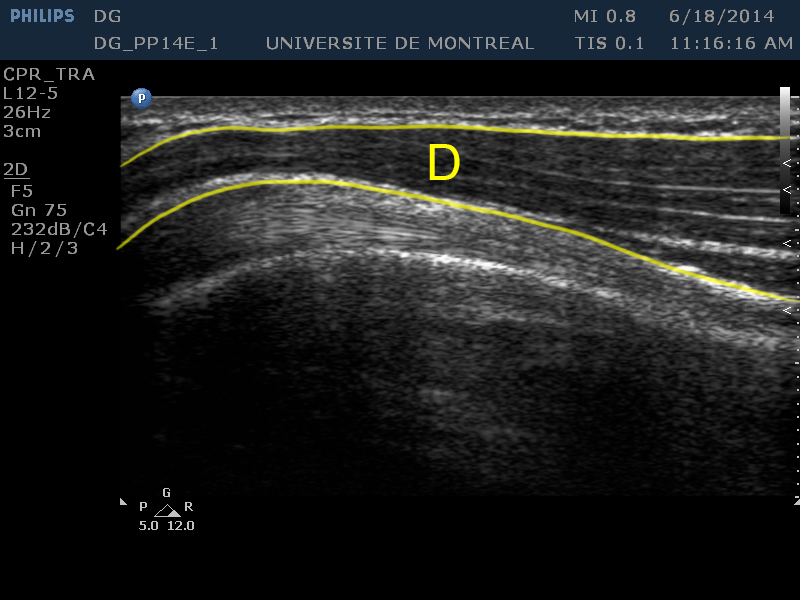 PHILIPS DG MI 0.8 6/18/2014
DG_PP14E_1 UNIVERSITE DE MONTREAL TIS 0.1 11:16:16 AM
CPR_TRA
L12-5
26Hz
3cm
P
2D
F5
Gn 75
232dB/C4
H/2/3
D
G
P R
5.0 12.0